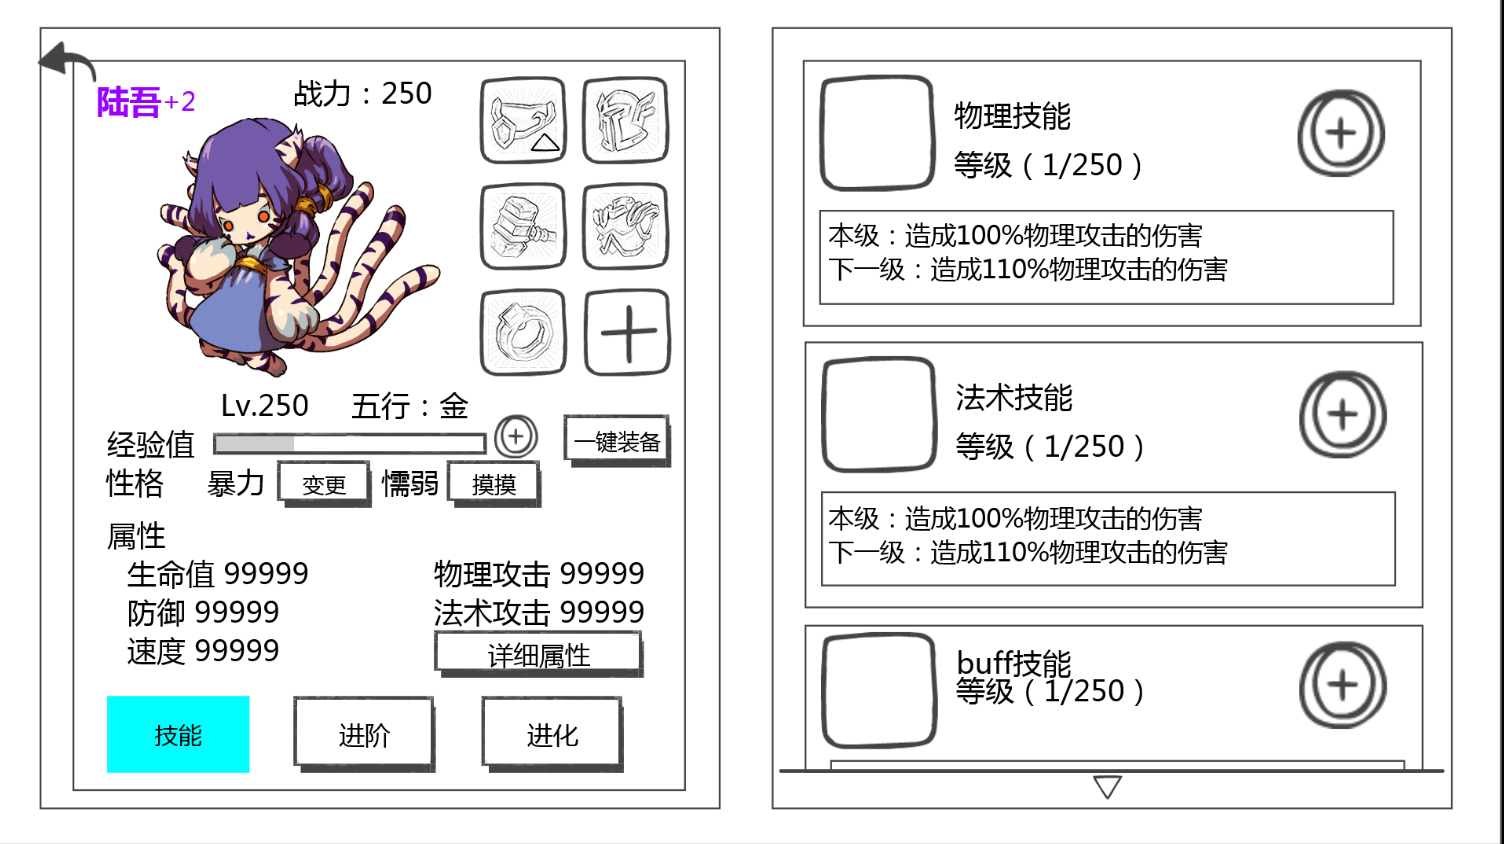 陆吾+2
战力：250
Lv.250 五行：金
经验值
一键装备
性格 暴力 变更 懦弱 摸摸
属性
生命值 99999 物理攻击 99999
防御 99999 法术攻击 99999
速度 99999 详细属性
技能 进阶 进化
物理技能
等级（1/250）
本级：造成100%物理攻击的伤害
下一级：造成110%物理攻击的伤害
法术技能
等级（1/250）
本级：造成100%物理攻击的伤害
下一级：造成110%物理攻击的伤害
buff技能
等级（1/250）